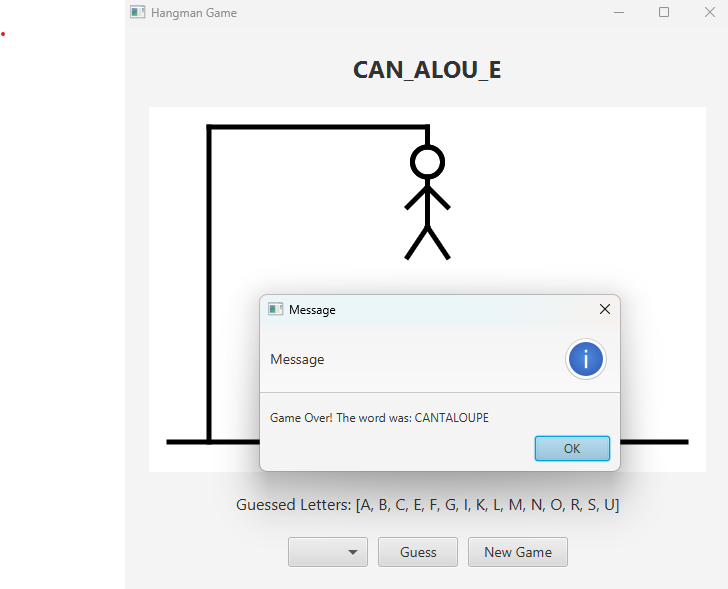 Hangman Game
CAN_ALOU_E
Message
Message
Game Over! The word was: CANTALOUPE
OK
Guessed Letters: [A, B, C, E, F, G, I, K, L, M, N, O, R, S, U]
Guess
New Game